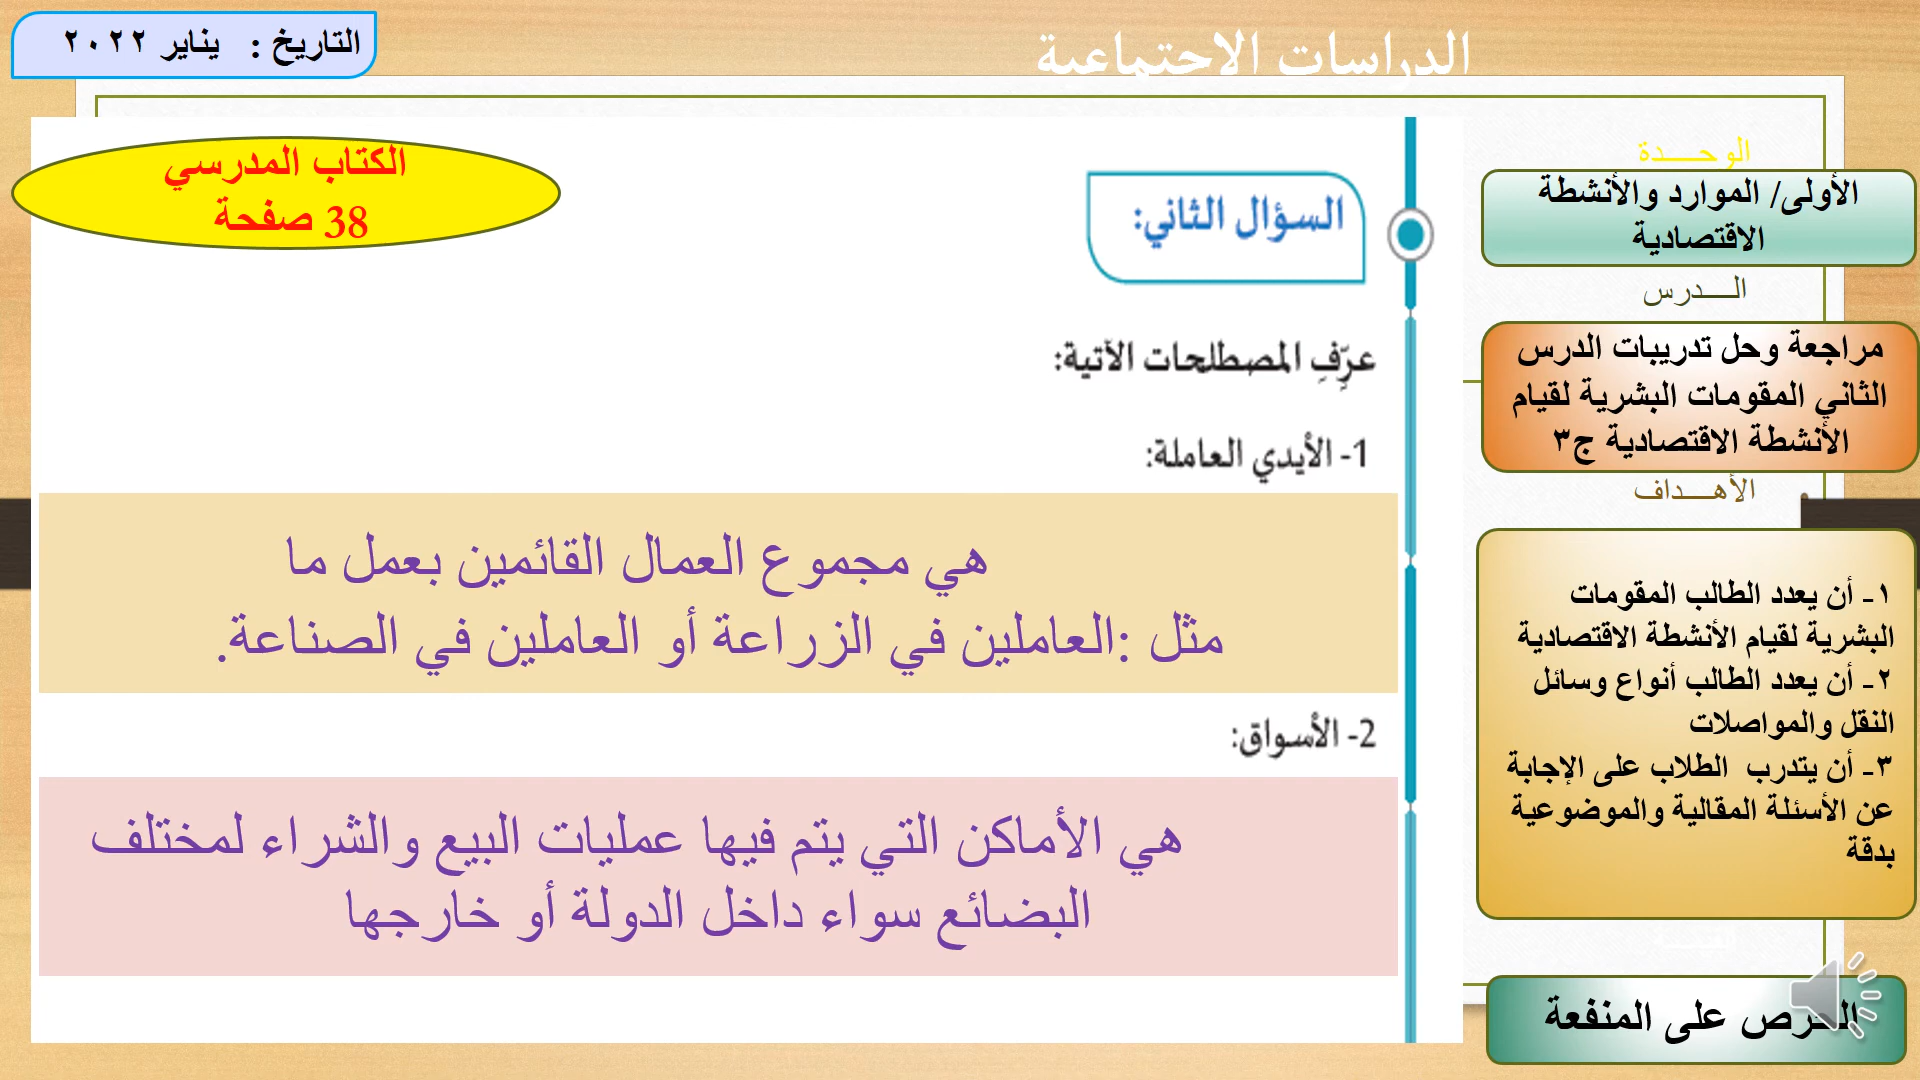 الدراسات الاجتماعية
التاريخ : يناير ٢٠٢٢
الكتاب المدرسي
38 صفحة
السؤال الثاني:
عرِّفِ المصطلحات الآتية:
1- الأيدي العاملة:
هي مجموع العمال القائمين بعمل ما
مثل :العاملين في الزراعة أو العاملين في الصناعة.
2- الأسواق:
هي الأماكن التي يتم فيها عمليات البيع والشراء لمختلف
البضائع سواء داخل الدولة أو خارجها
الوحـــدة
الأولى/ الموارد والأنشطة
الاقتصادية
الـــدرس
مراجعة وحل تدريبات الدرس
الثاني المقومات البشرية لقيام
الأنشطة الاقتصادية ج٣
الأهـــداف
١- أن يعدد الطالب المقومات
البشرية لقيام الأنشطة الاقتصادية
٢- أن يعدد الطالب أنواع وسائل
النقل والمواصلات
٣- أن يتدرب الطلاب على الإجابة
عن الأسئلة المقالية والموضوعية
بدقة
الحرص على المنفعة